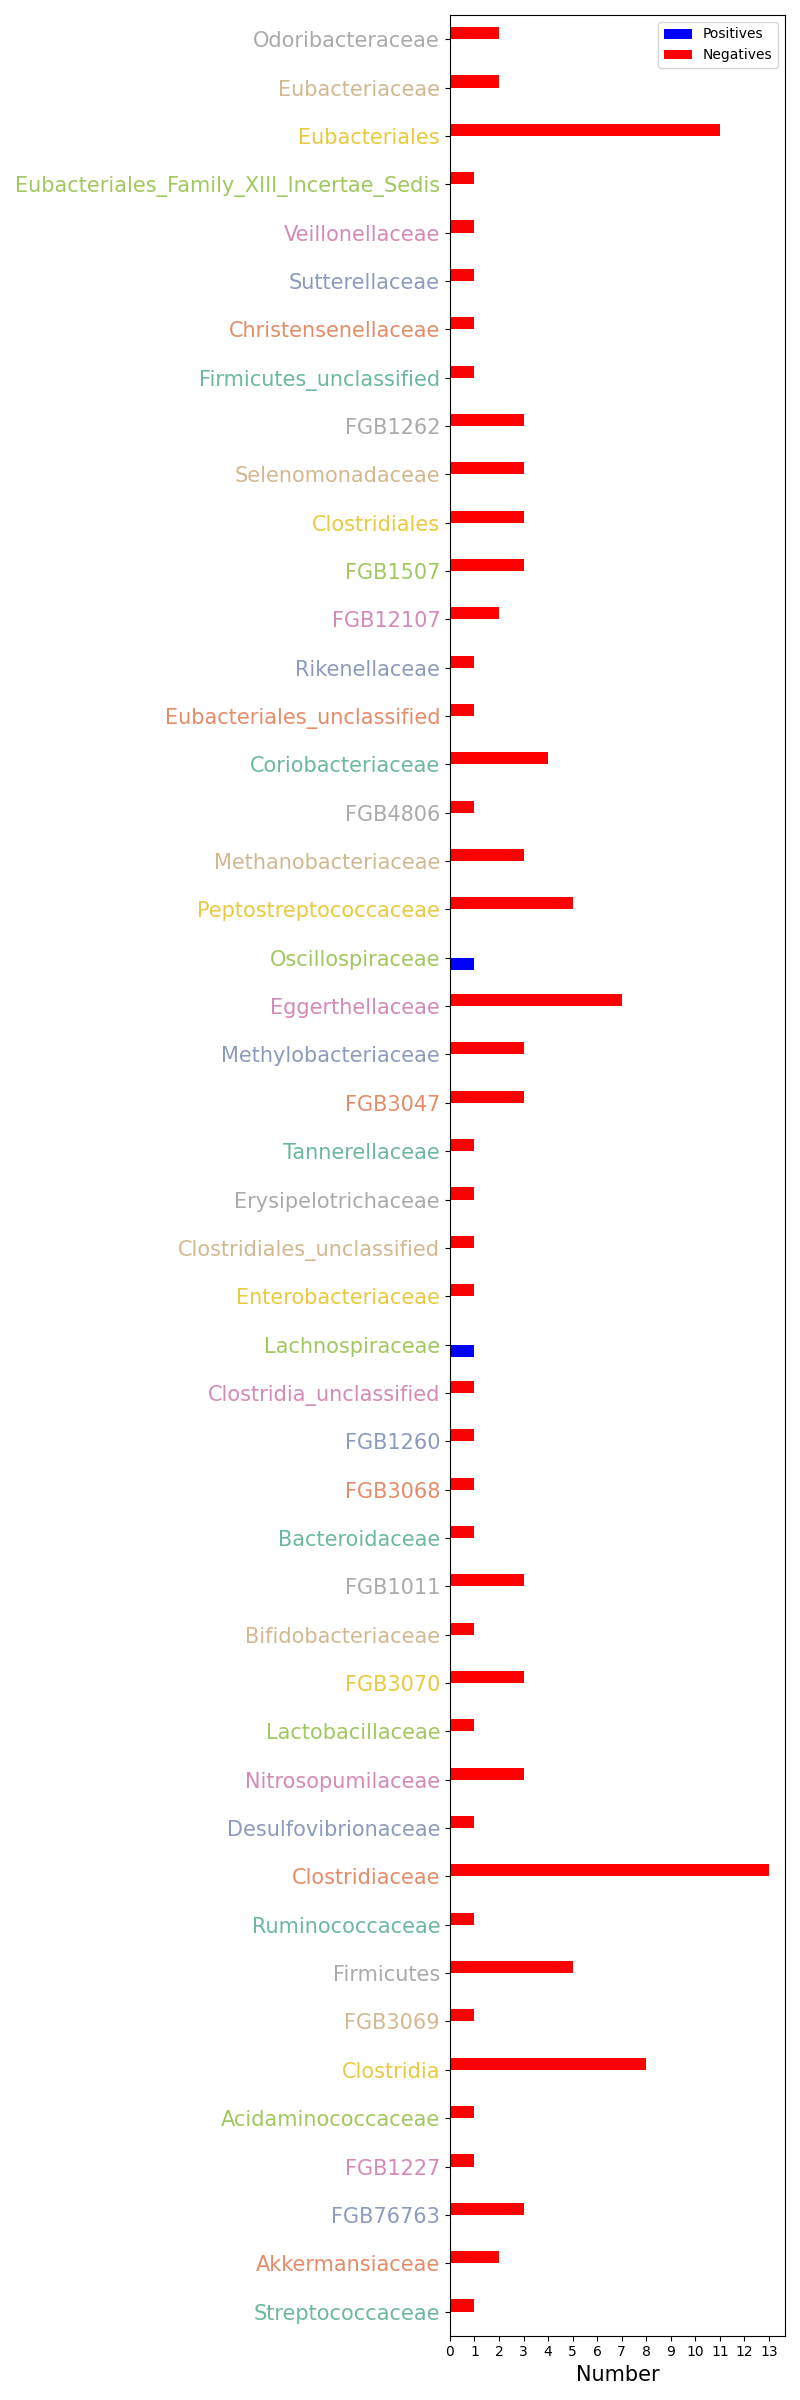 Positives
Negatives
Odoribacteraceae
Eubacteriaceae
Eubacteriales
Eubacteriales_Family_XIII_Incertae_Sedis
Veillonellaceae
Sutterellaceae
Christensenellaceae
Firmicutes_unclassified
FGB1262
Selenomonadaceae
Clostridiales
FGB1507
FGB12107
Rikenellaceae
Eubacteriales_unclassified
Coriobacteriaceae
FGB4806
Methanobacteriaceae
Peptostreptococcaceae
Oscillospiraceae
Eggerthellaceae
Methylobacteriaceae
FGB3047
Tannerellaceae
Erysipelotrichaceae
Clostridiales_unclassified
Enterobacteriaceae
Lachnospiraceae
Clostridia_unclassified
FGB1260
FGB3068
Bacteroidaceae
FGB1011
Bifidobacteriaceae
FGB3070
Lactobacillaceae
Nitrosopumilaceae
Desulfovibrionaceae
Clostridiaceae
Ruminococcaceae
Firmicutes
FGB3069
Clostridia
Acidaminococcaceae
FGB1227
FGB76763
Akkermansiaceae
Streptococcaceae
0 1 2 3 4 5 6 7 8 9 10 11 12 13
Number